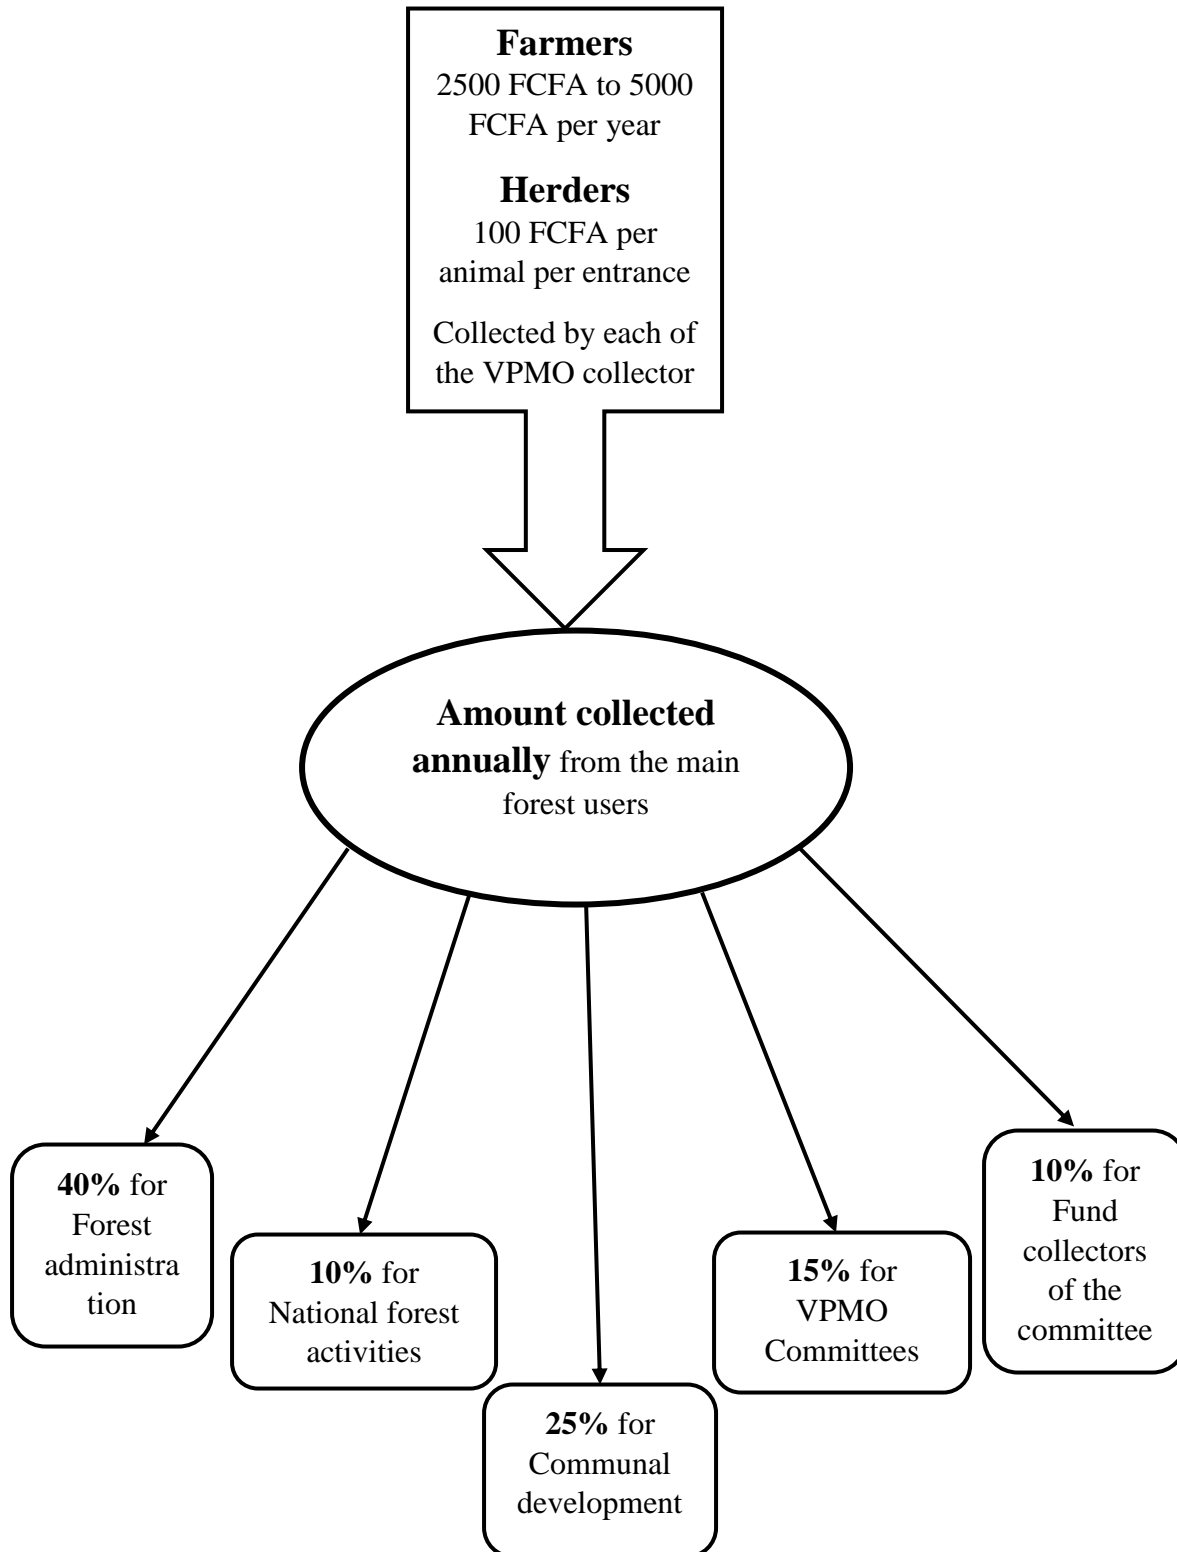 Farmers
2500 FCFA to 5000
FCFA per year
Herders
100 FCFA per
animal per entrance
Collected by each of
the VPMO collector
Amount collected
annually from the main
forest users
40% for
Forest
administra
tion
10% for
National forest
activities
25% for
Communal
development
15% for
VPMO
Committees
10% for
Fund
collectors
of the
committee